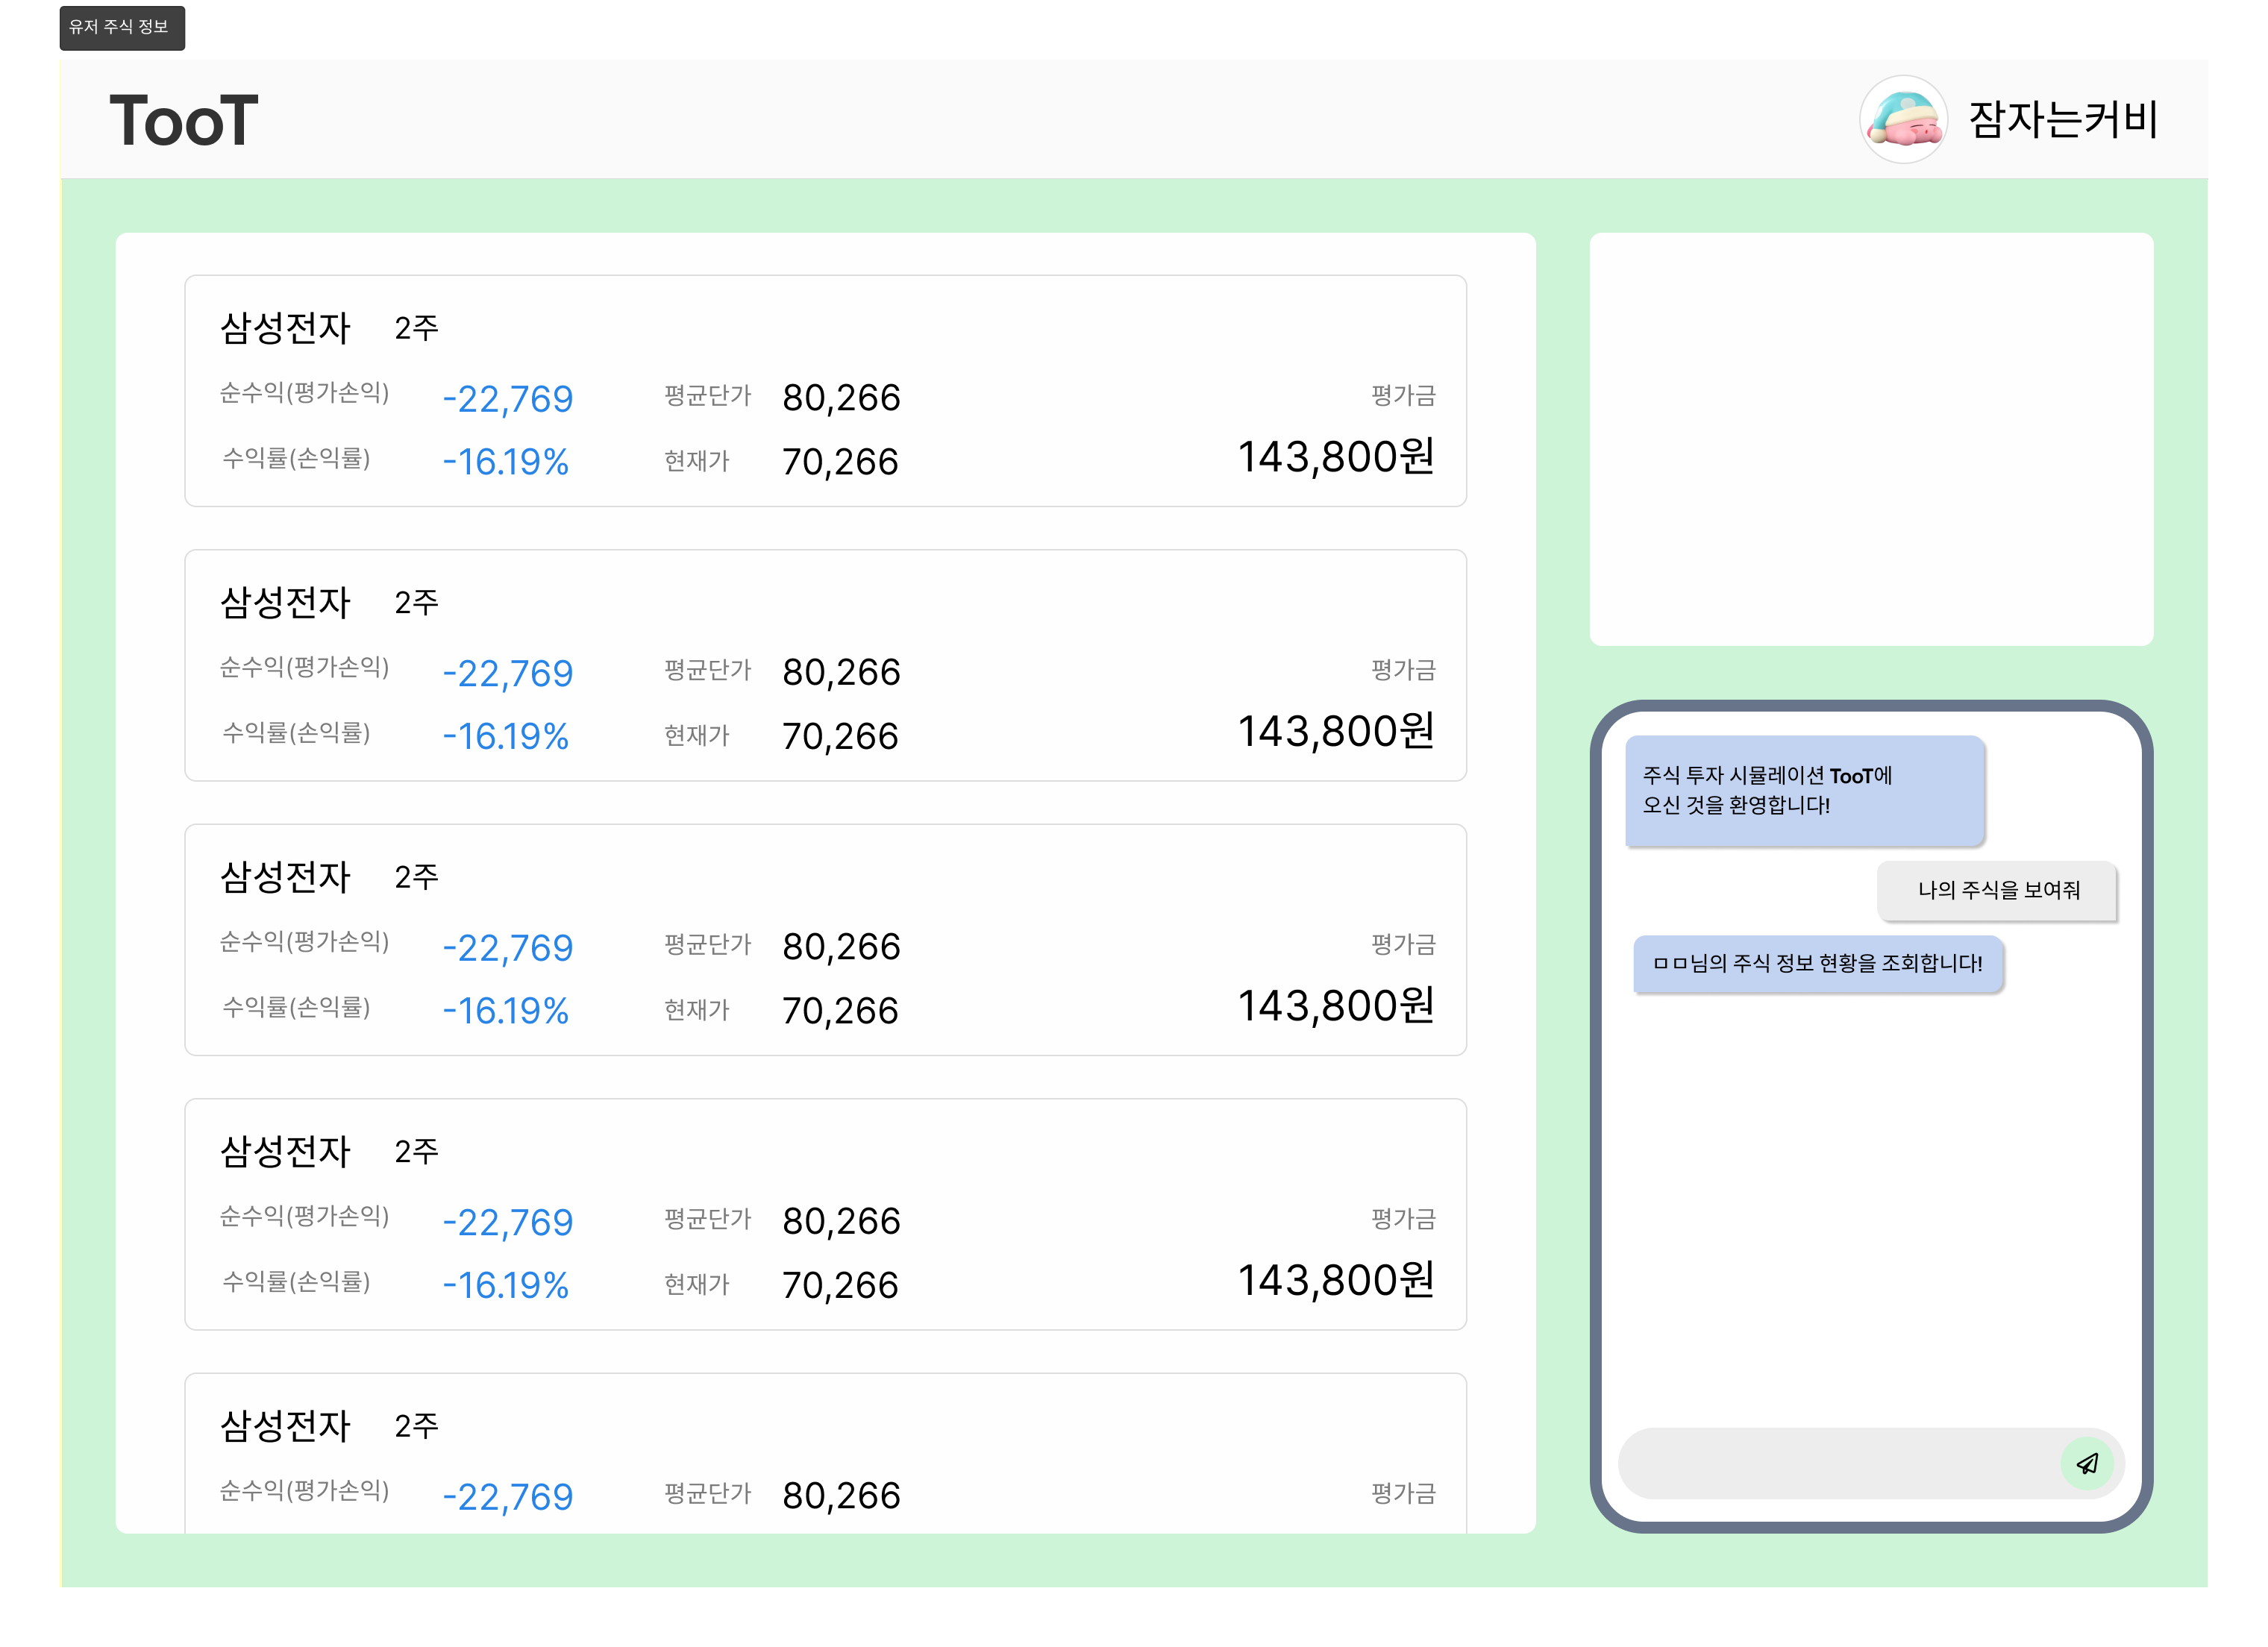 유저 주식 정보
TooT
잠자는커비
삼성전자 2주
순수익(평가손익) -22,769 평균단가 80,266 평가금
수익률(손익률) -16.19% 현재가 70,266 143,800원
삼성전자 2주
순수익(평가손익) -22,769 평균단가 80,266 평가금
수익률(손익률) -16.19% 현재가 70,266 143,800원
삼성전자 2주
순수익(평가손익) -22,769 평균단가 80,266 평가금
수익률(손익률) -16.19% 현재가 70,266 143,800원
삼성전자 2주
순수익(평가손익) -22,769 평균단가 80,266 평가금
수익률(손익률) -16.19% 현재가 70,266 143,800원
삼성전자 2주
순수익(평가손익) -22,769 평균단가 80,266 평가금
주식 투자 시뮬레이션 TooT에
오신 것을 환영합니다!
나의 주식을 보여줘
ㅁㅁ님의 주식 정보 현황을 조회합니다!